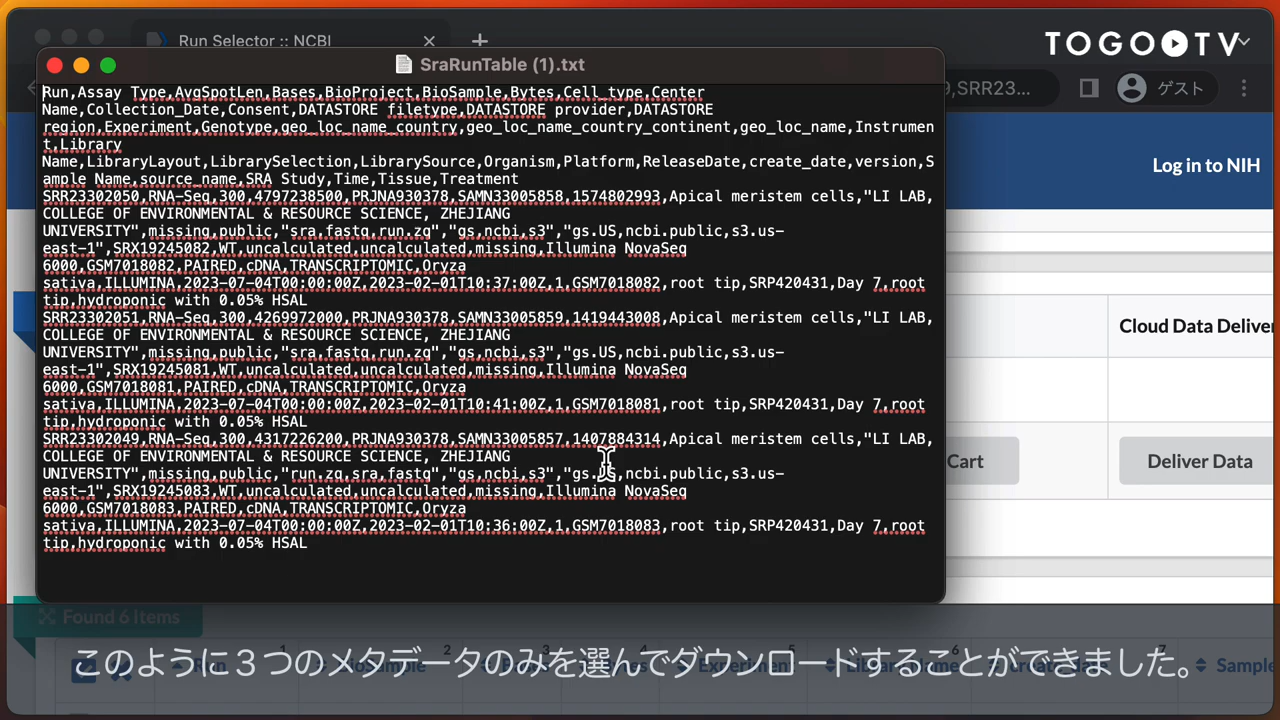 Run Selector :: NCBI
TOGO TV
SraRunTable (1).txt
,SRR23...
ゲスト
Run,Assay Type,AvgSpotLen,Bases,BioProject,BioSample,Bytes,Cell_type,Center
Name,Collection_Date,Consent,DATASTORE filetype,DATASTORE provider,DATASTORE
region,Experiment,Genotype,geo_loc_name_country,geo_loc_name_country_continent,geo_loc_name,Instrumen
t,Library
Name,LibraryLayout,LibrarySelection,LibrarySource,Organism,Platform,ReleaseDate,create_date,version,S
ample Name,source_name,SRA Study,Time,Tissue,Treatment
SRR23302050,RNA-Seq,300,4797238500,PRJNA930378,SAMN33005858,1574802993,Apical meristem cells,"LI LAB,
COLLEGE OF ENVIRONMENTAL & RESOURCE SCIENCE, ZHEJIANG
UNIVERSITY",missing,public,"sra,fastq,run.zq","gs,ncbi,s3","gs.US,ncbi.public,s3.us-
east-1",SRX19245082,WT,uncalculated,uncalculated,missing,Illumina NovaSeq
6000,GSM7018082,PAIRED,cDNA,TRANSCRIPTOMIC,Oryza
sativa,ILLUMINA,2023-07-04T00:00:00Z,2023-02-01T10:37:00Z,1,GSM7018082,root tip,SRP420431,Day 7,root
tip,hydroponic with 0.05% HSAL
SRR23302051,RNA-Seq,300,4269972000,PRJNA930378,SAMN33005859,1419443008,Apical meristem cells,"LI LAB,
COLLEGE OF ENVIRONMENTAL & RESOURCE SCIENCE, ZHEJIANG
UNIVERSITY",missing,public,"sra,fastq,run.zq","gs,ncbi,s3","gs.US,ncbi.public,s3.us-
east-1",SRX19245081,WT,uncalculated,uncalculated,missing,Illumina NovaSeq
6000,GSM7018081,PAIRED,cDNA,TRANSCRIPTOMIC,Oryza
sativa,ILLUMINA,2023-07-04T00:00:00Z,2023-02-01T10:41:00Z,1,GSM7018081,root tip,SRP420431,Day 7,root
tip,hydroponic with 0.05% HSAL
SRR23302049,RNA-Seq,300,4317226200,PRJNA930378,SAMN33005857,1407884314,Apical meristem cells,"LI LAB,
COLLEGE OF ENVIRONMENTAL & RESOURCE SCIENCE, ZHEJIANG
UNIVERSITY",missing,public,"run.zq,sra,fastq","gs,ncbi,s3","gs.US,ncbi.public,s3.us-
east-1",SRX19245083,WT,uncalculated,uncalculated,missing,Illumina NovaSeq
6000,GSM7018083,PAIRED,cDNA,TRANSCRIPTOMIC,Oryza
sativa,ILLUMINA,2023-07-04T00:00:00Z,2023-02-01T10:36:00Z,1,GSM7018083,root tip,SRP420431,Day 7,root
tip,hydroponic with 0.05% HSAL
Log in to NIH
Cloud Data Deliver
Cart
Deliver Data
Found 6 Items
このように３つのメタデータのみを選んでダウンロードすることができました。
Sample